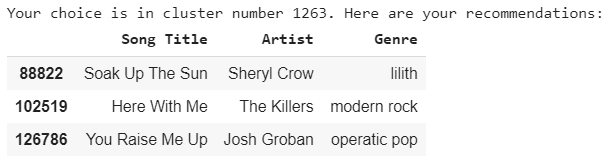 Your choice is in cluster number 1263. Here are your recommendations:
Song Title Artist Genre
88822 Soak Up The Sun Sheryl Crow lilith
102519 Here With Me The Killers modern rock
126786 You Raise Me Up Josh Groban operatic pop